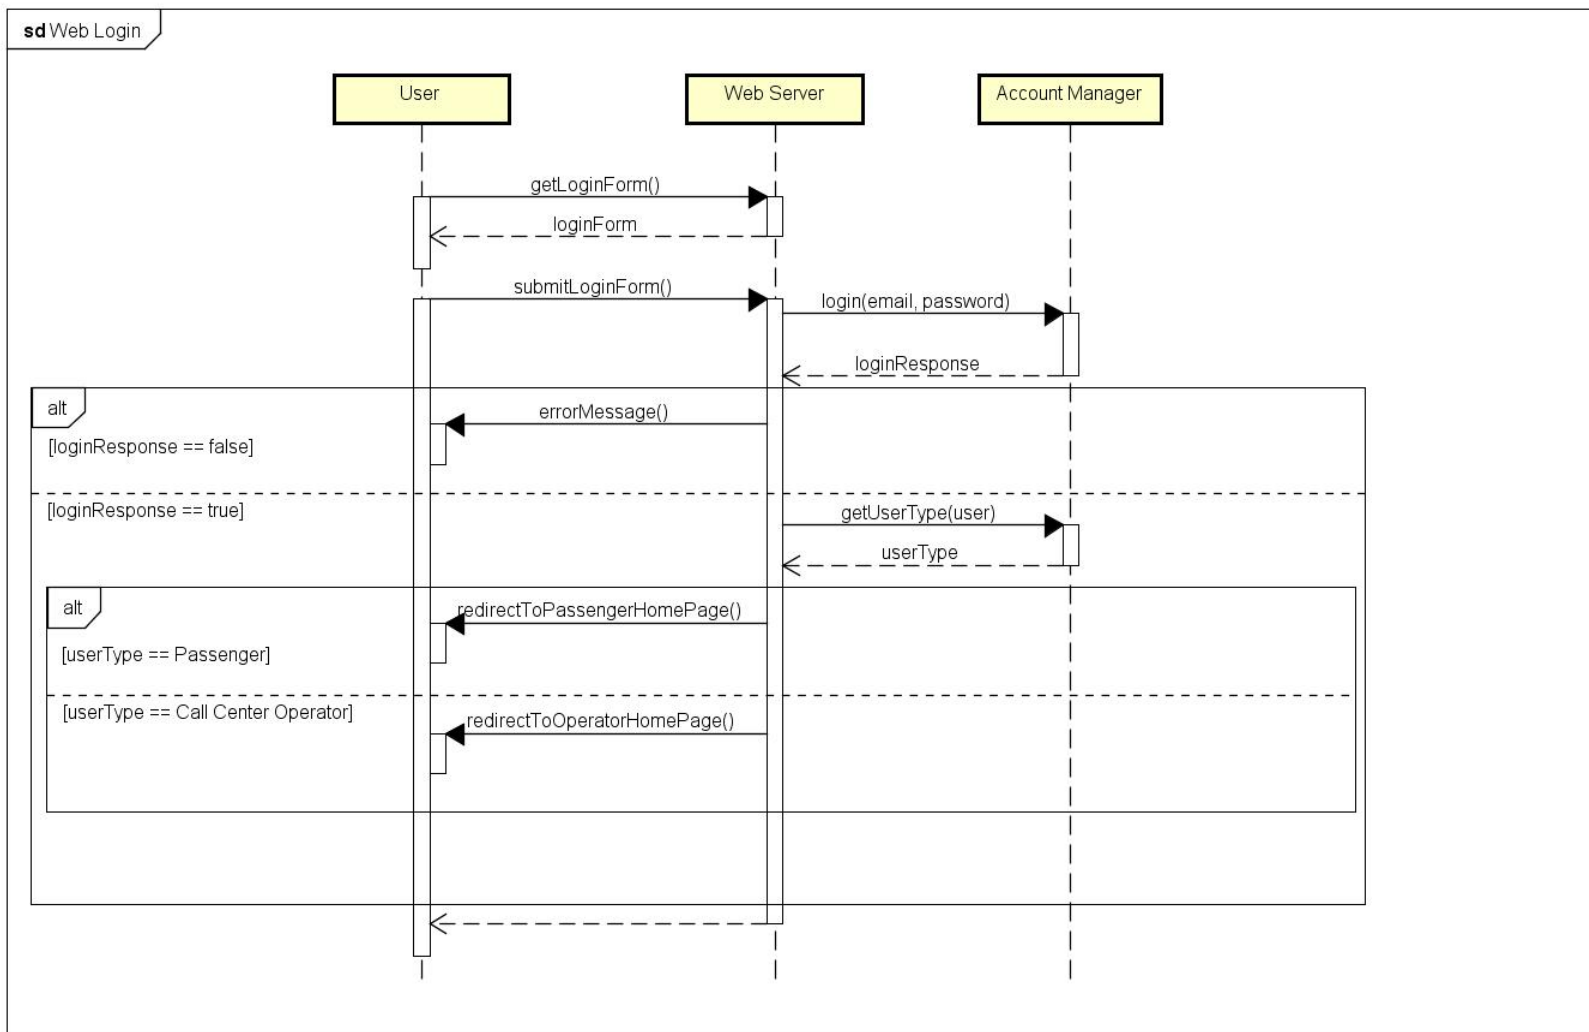 sd Web Login
User
Web Server
Account Manager
getLoginForm()
loginForm
submitLoginForm()
login(email, password)
loginResponse
alt
errorMessage()
[loginResponse == false]
[loginResponse == true]
getUserType(user)
userType
alt
redirectToPassengerHomePage()
[userType == Passenger]
[userType == Call Center Operator]
redirectToOperatorHomePage()